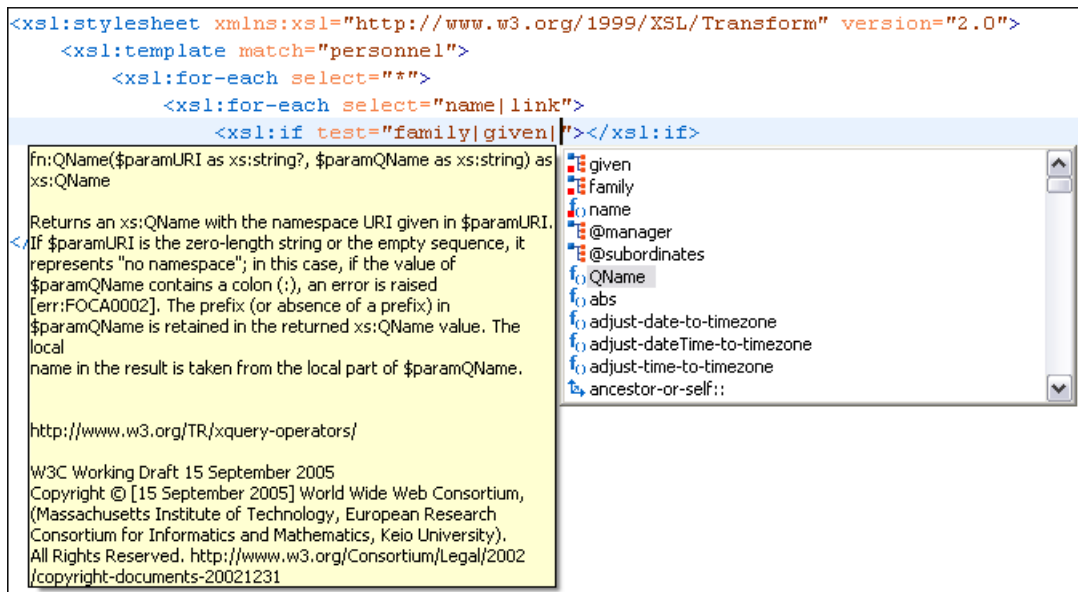 <xsl:stylesheet xmlns:xsl="http://www.w3.org/1999/XSL/Transform" version="2.0">
<xsl:template match="personnel">
<xsl:for-each select="*">
<xsl:for-each select="name|link">
<xsl:if test="family|given|"></xsl:if>
</
fn:QName($paramURI as xs:string?, $paramQName as xs:string) as
xs:QName
Returns an xs:QName with the namespace URI given in $paramURI.
If $paramURI is the zero-length string or the empty sequence, it
represents "no namespace"; in this case, if the value of
$paramQName contains a colon (:), an error is raised
[err:FOCA0002]. The prefix (or absence of a prefix) in
$paramQName is retained in the returned xs:QName value. The
local
name in the result is taken from the local part of $paramQName.
http://www.w3.org/TR/xquery-operators/
W3C Working Draft 15 September 2005
Copyright © [15 September 2005] World Wide Web Consortium,
(Massachusetts Institute of Technology, European Research
Consortium for Informatics and Mathematics, Keio University).
All Rights Reserved. http://www.w3.org/Consortium/Legal/2002
/copyright-documents-20021231
given
family
f() name
@manager
@subordinates
f() QName
f() abs
f() adjust-date-to-timezone
f() adjust-dateTime-to-timezone
f() adjust-time-to-timezone
ancestor-or-self::